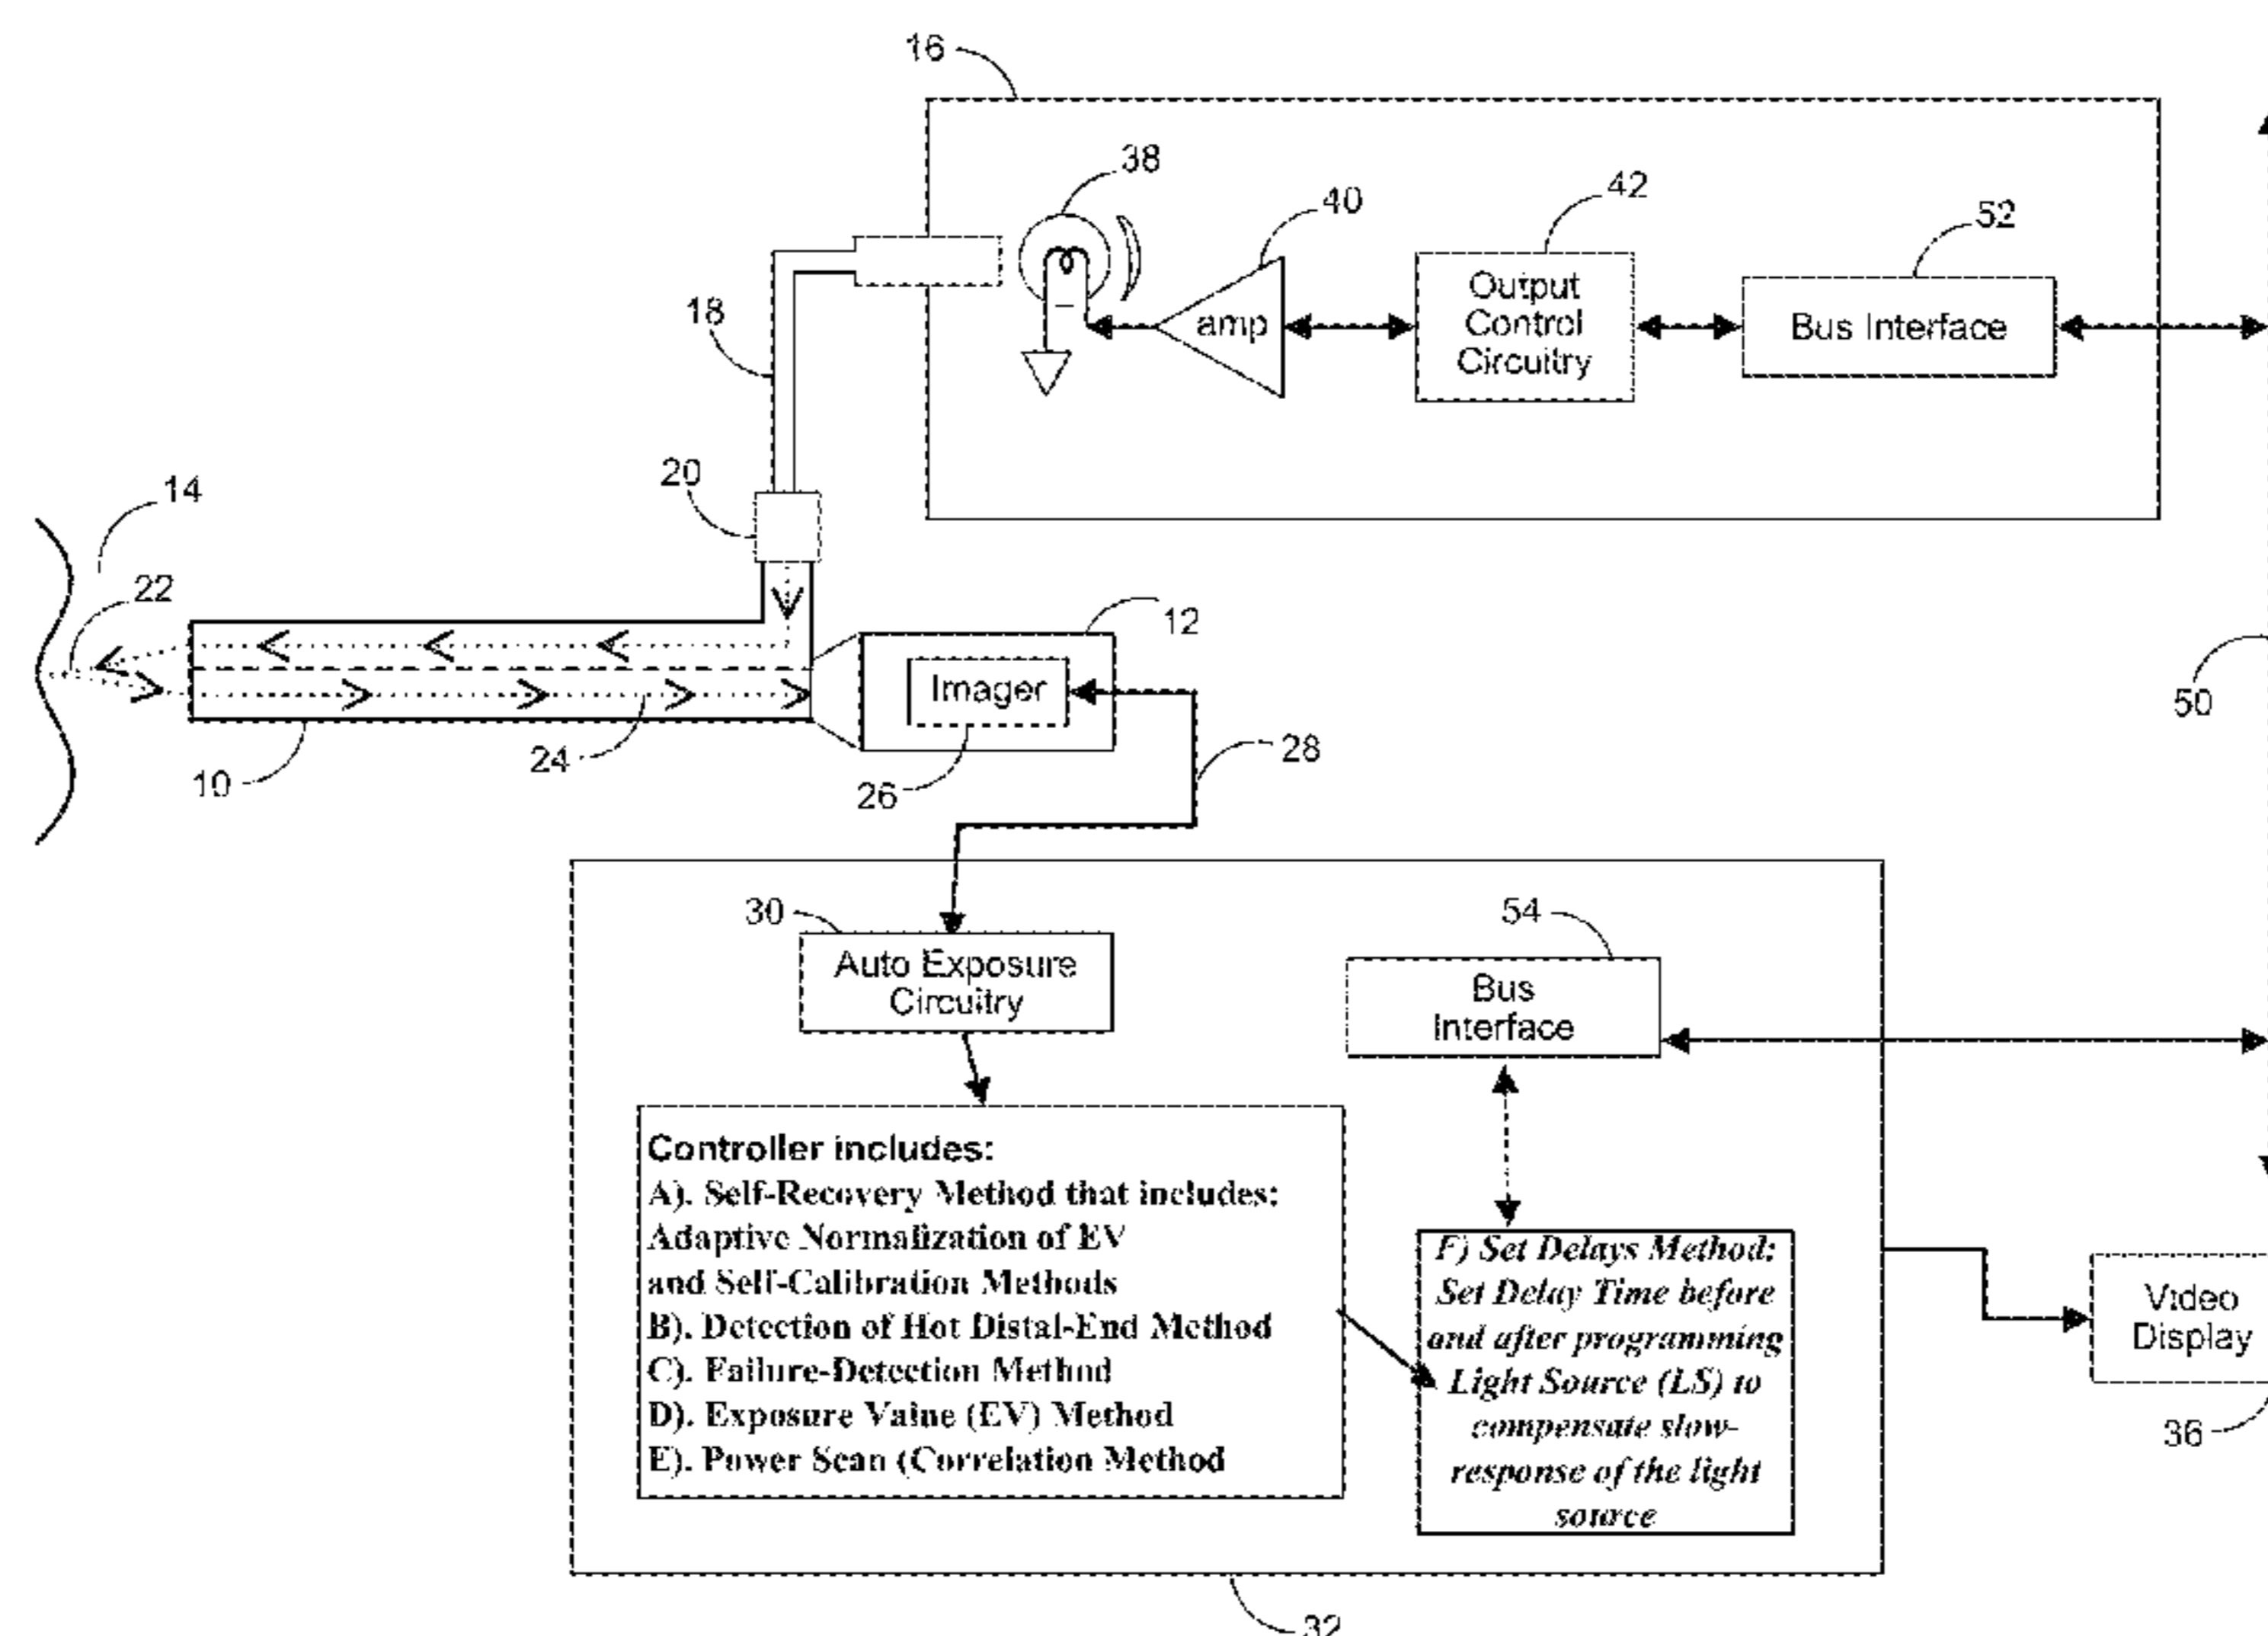 16
38
40
42
52
amp
Output
Control
Circuitry
Bus Interface
18
20
14
22
12
Imager
50
10
24
26
28
30
54
Auto Exposure
Circuitry
Bus
Interface
Controller includes:
A). Self-Recovery Method that includes:
Adaptive Normalization of EV
and Self-Calibration Methods
B). Detection of Hot Distal-End Method
C). Failure-Detection Method
D). Exposure Value (EV) Method
E). Power Scan (Correlation Method
F) Set Delays Method:
Set Delay Time before
and after programming
Light Source (LS) to
compensate slow-
response of the light
source
Video
Display
36
32